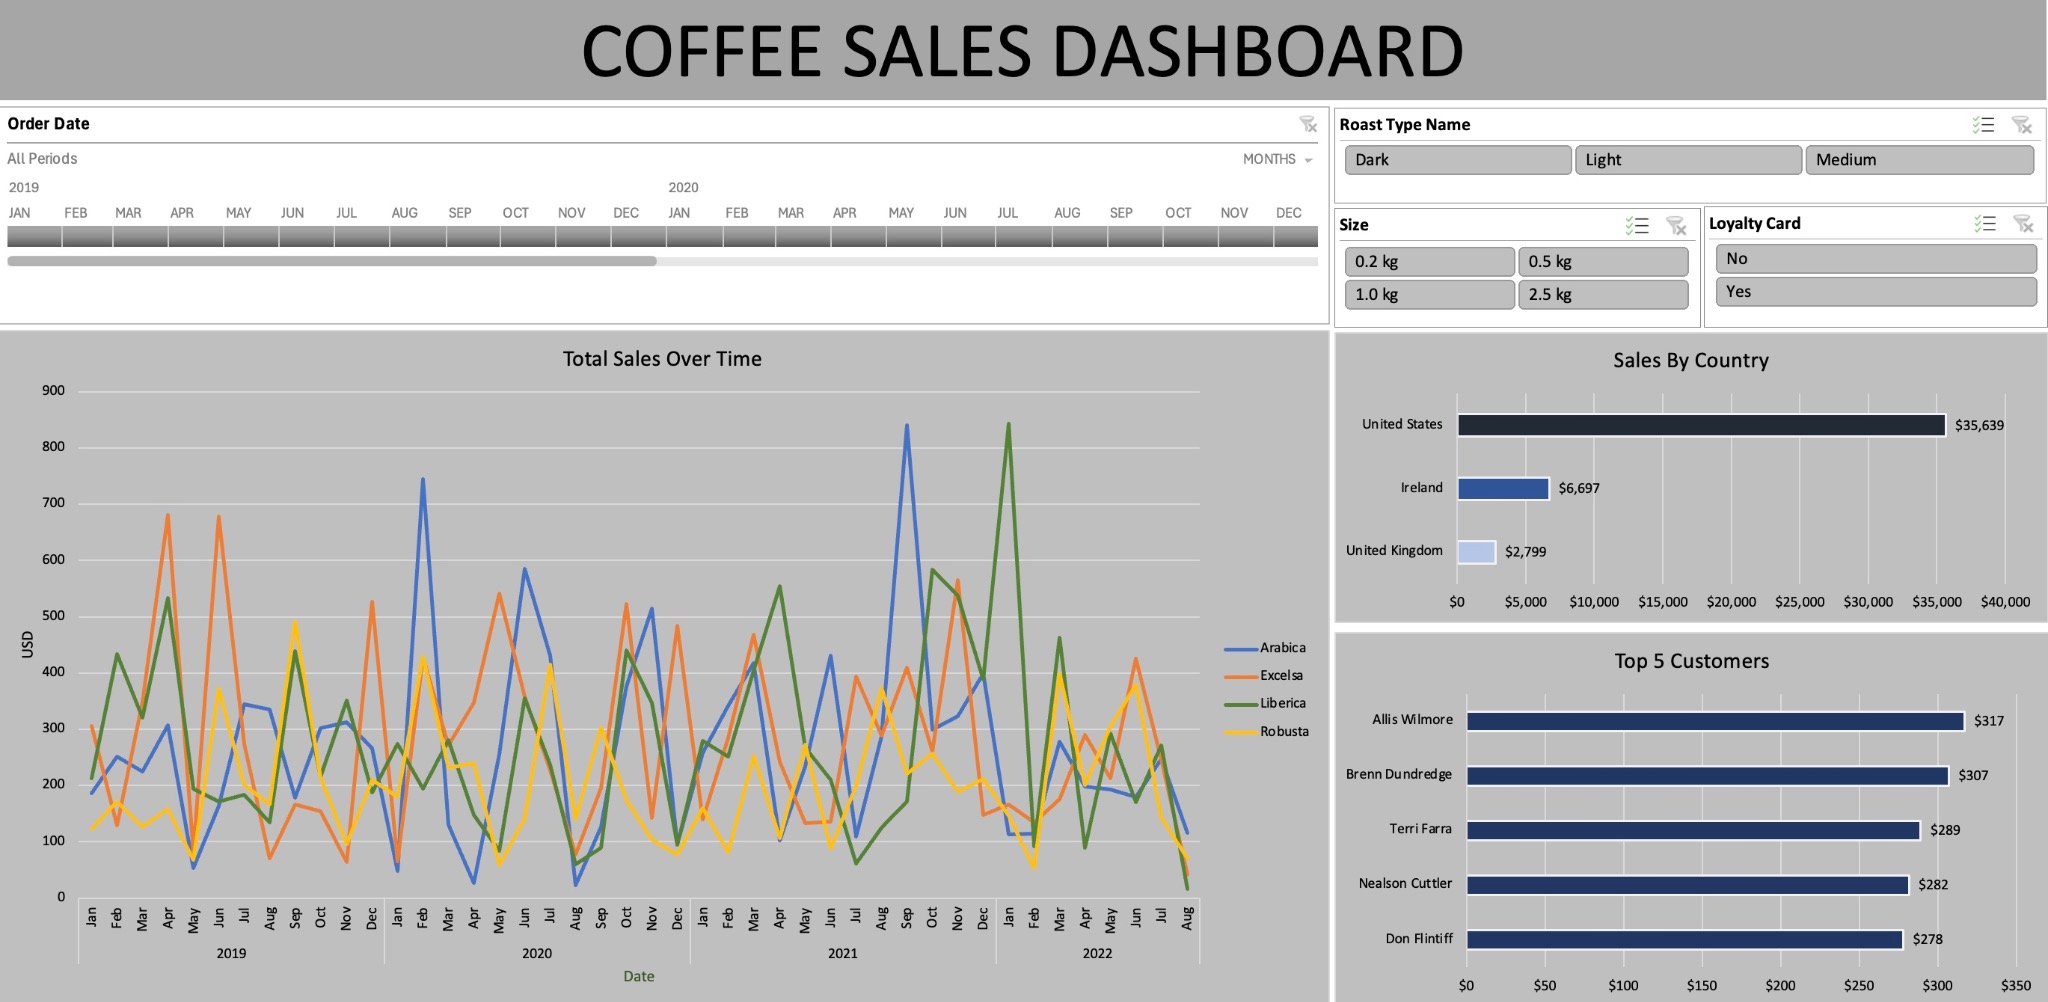 COFFEE SALES DASHBOARD
Order Date
All Periods
MONTHS
2019 2020
JAN FEB MAR APR MAY JUN JUL AUG SEP OCT NOV DEC JAN FEB MAR APR MAY JUN JUL AUG SEP OCT NOV DEC
Roast Type Name
Dark Light Medium
Size
0.2 kg 0.5 kg
1.0 kg 2.5 kg
Loyalty Card
No
Yes
Total Sales Over Time
900
800
700
600
500
400
300
200
100
0
USD
Jan Feb Mar Apr May Jun Jul Aug Sep Oct Nov Dec Jan Feb Mar Apr May Jun Jul Aug Sep Oct Nov Dec Jan Feb Mar Apr May Jun Jul Aug Sep Oct Nov Dec Jan Feb Mar Apr May Jun Jul Aug
2019 2020 2021 2022
Date
Arabica
Excelsa
Liberica
Robusta
Sales By Country
United States $35,639
Ireland $6,697
United Kingdom $2,799
$0 $5,000 $10,000 $15,000 $20,000 $25,000 $30,000 $35,000 $40,000
Top 5 Customers
Allis Wilmore $317
Brenn Dundredge $307
Terri Farra $289
Nealson Cuttler $282
Don Flintiff $278
$0 $50 $100 $150 $200 $250 $300 $350